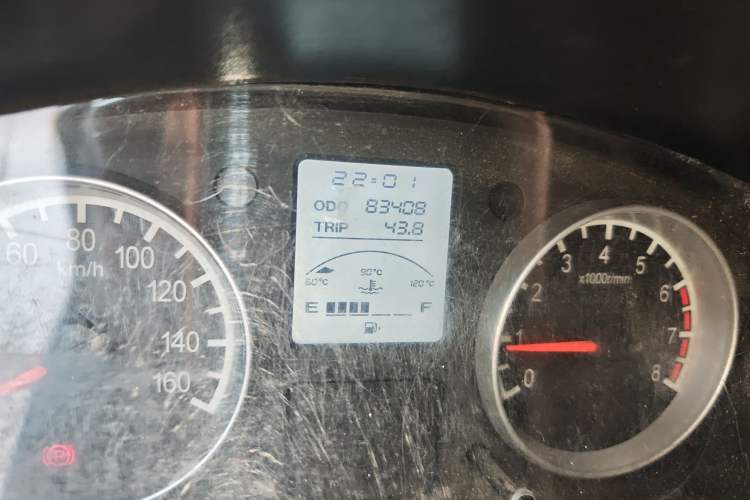 22:01
ODO 83408
TRIP 43.8
90°C
60°C 120°C
E F
60 80 100 120 140 160
km/h
0 1 2 3 4 5 6 7 8
x1000r/min
P